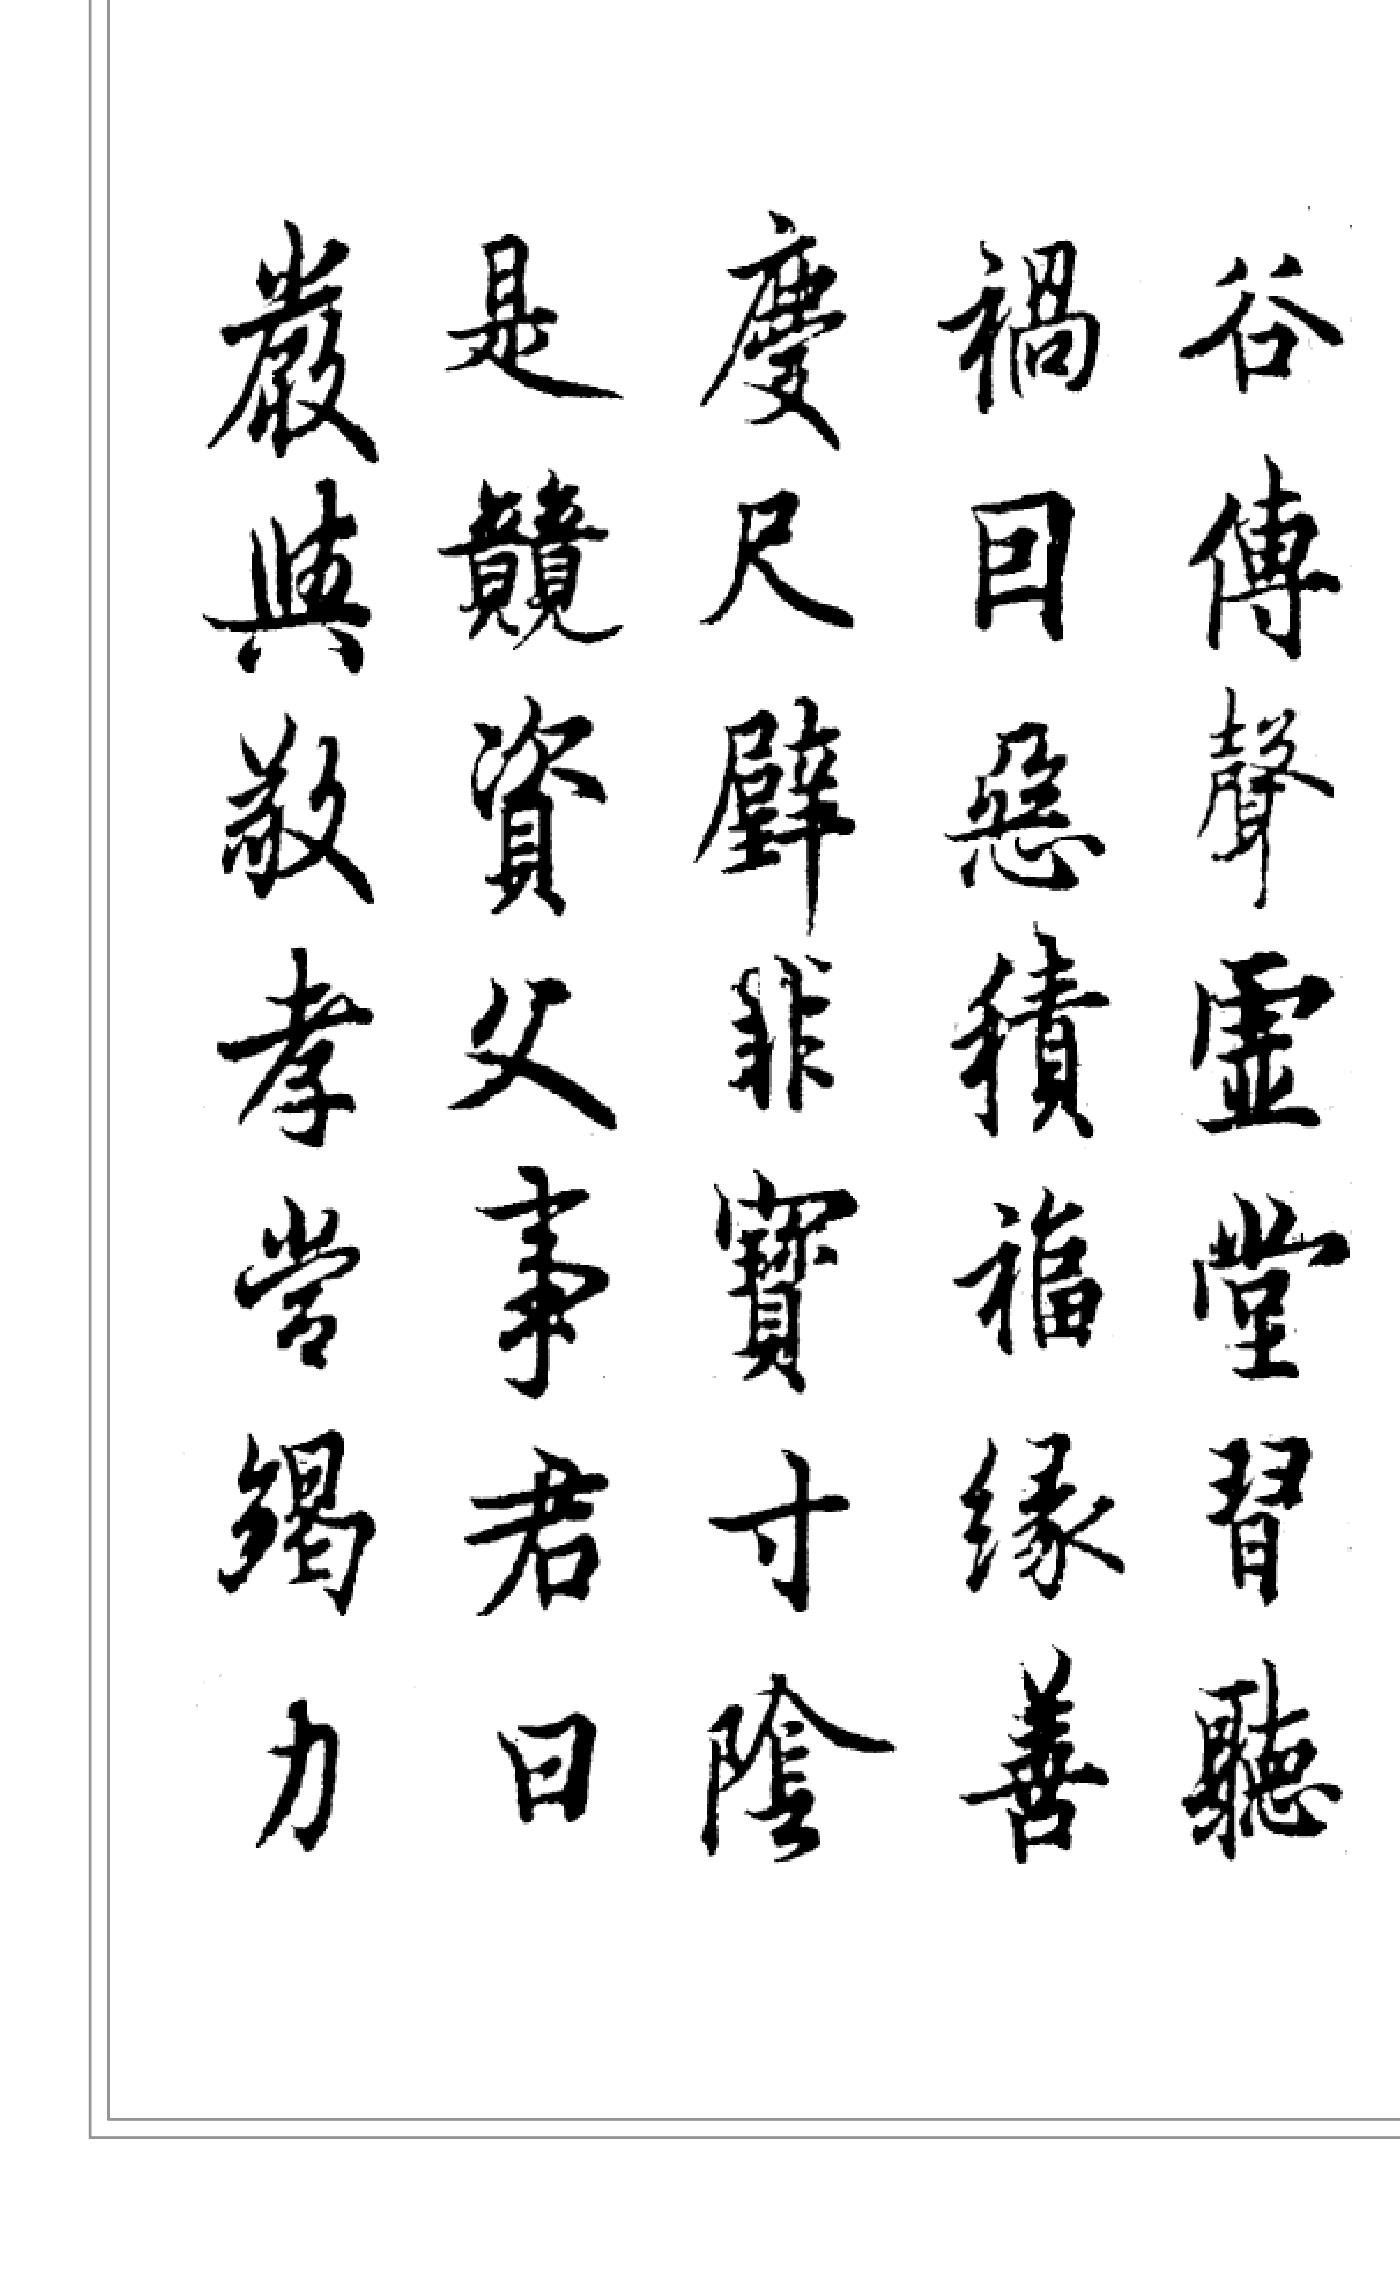 谷傳聲虛堂習聽
禍因惡積福緣善
慶尺璧非寶寸陰
是競資父事君曰
嚴與敬孝當竭力